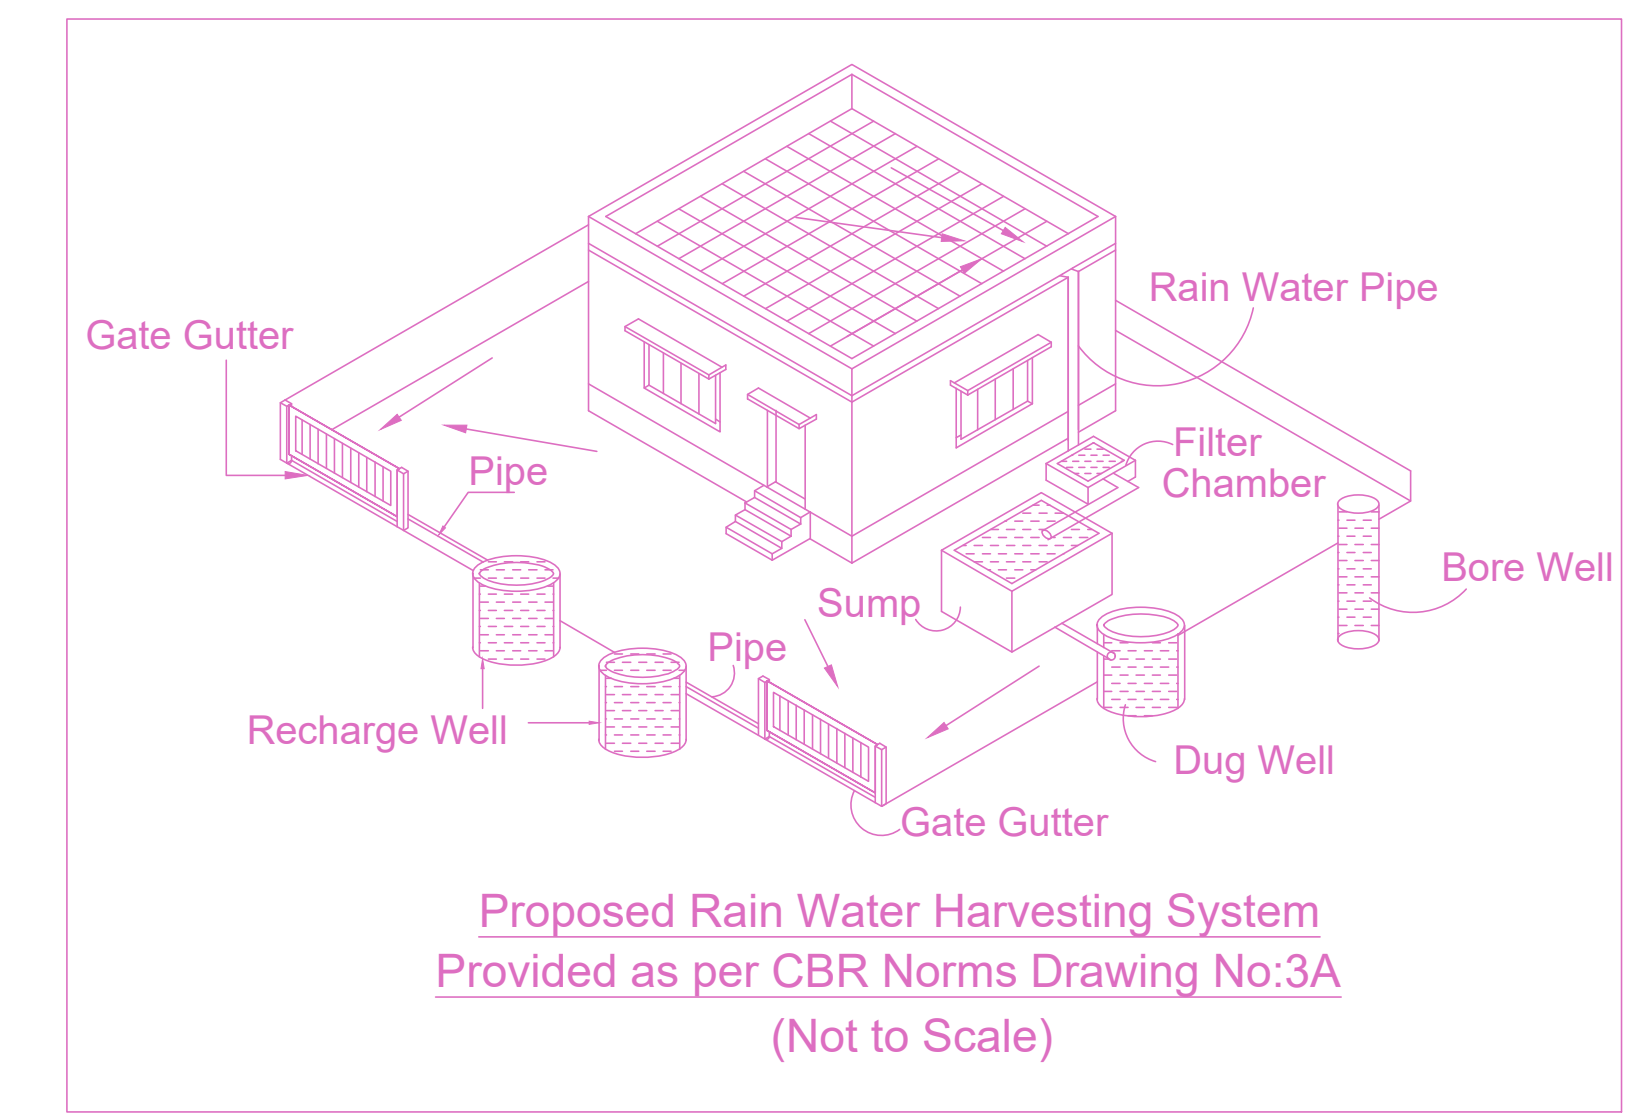 Rain Water Pipe
Gate Gutter
Filter
Chamber
Pipe
Bore Well
Sump
Pipe
Recharge Well
Dug Well
Gate Gutter
Proposed Rain Water Harvesting System
Provided as per CBR Norms Drawing No:3A
(Not to Scale)